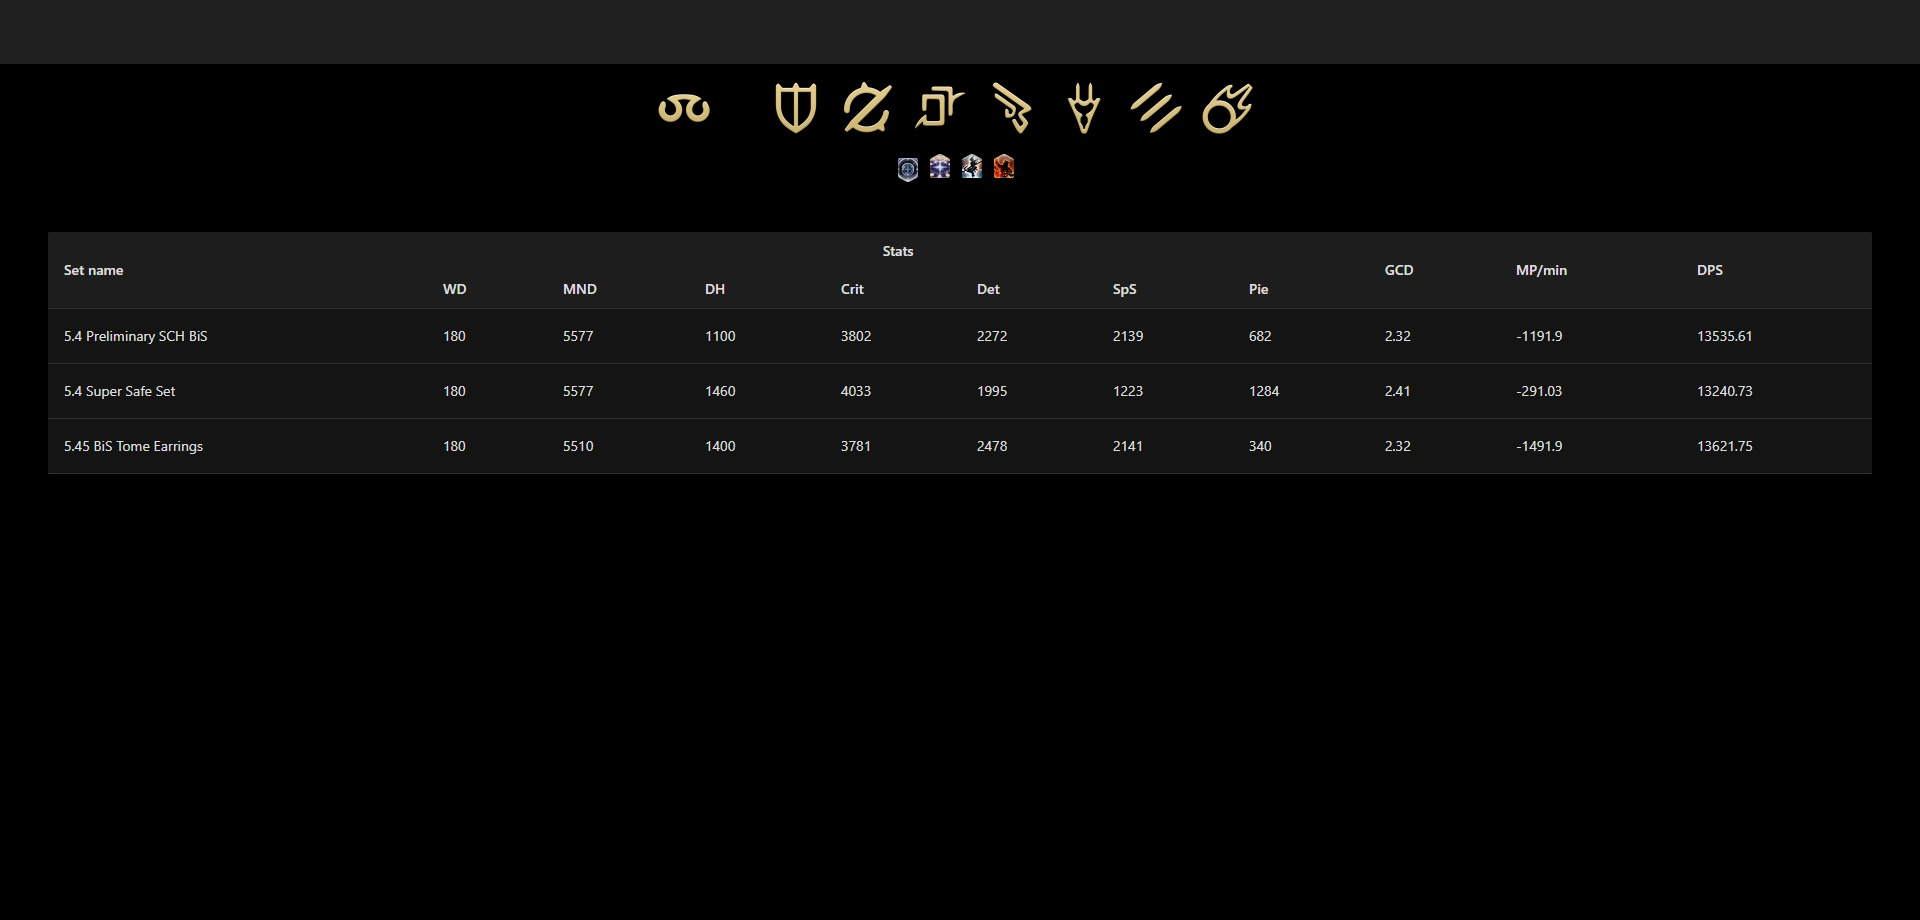 Stats
Set name GCD MP/min DPS
WD MND DH Crit Det SpS Pie
5.4 Preliminary SCH BiS 180 5577 1100 3802 2272 2139 682 2.32 -1191.9 13535.61
5.4 Super Safe Set 180 5577 1460 4033 1995 1223 1284 2.41 -291.03 13240.73
5.45 BiS Tome Earrings 180 5510 1400 3781 2478 2141 340 2.32 -1491.9 13621.75